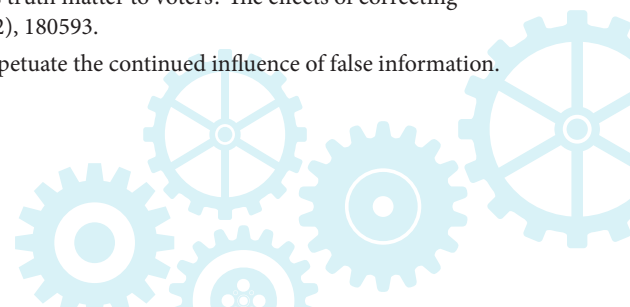 truth matter to voters? The effects of correcting
2), 180593.
petuate the continued influence of false information.